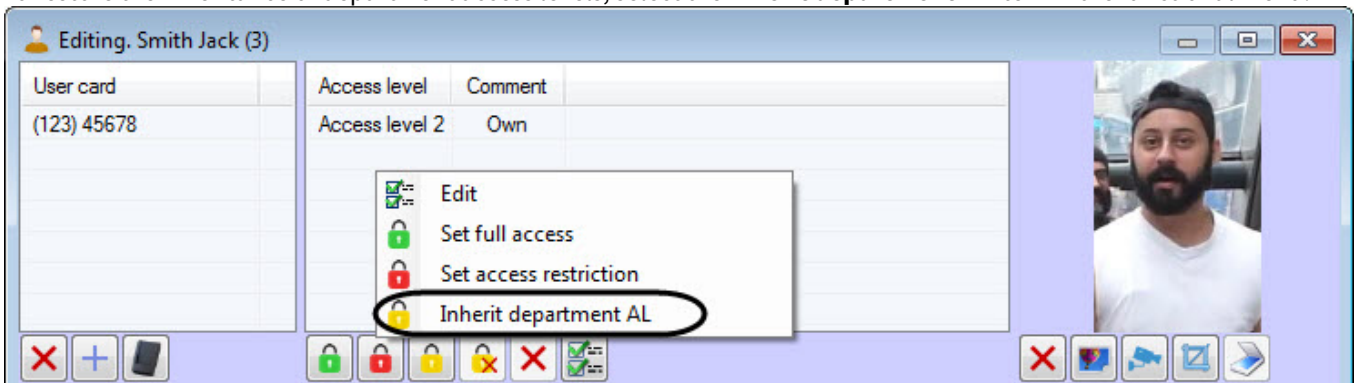 Editing. Smith Jack (3)
User card
Access level Comment
(123) 45678
Access level 2 Own
Edit
Set full access
Set access restriction
Inherit department AL